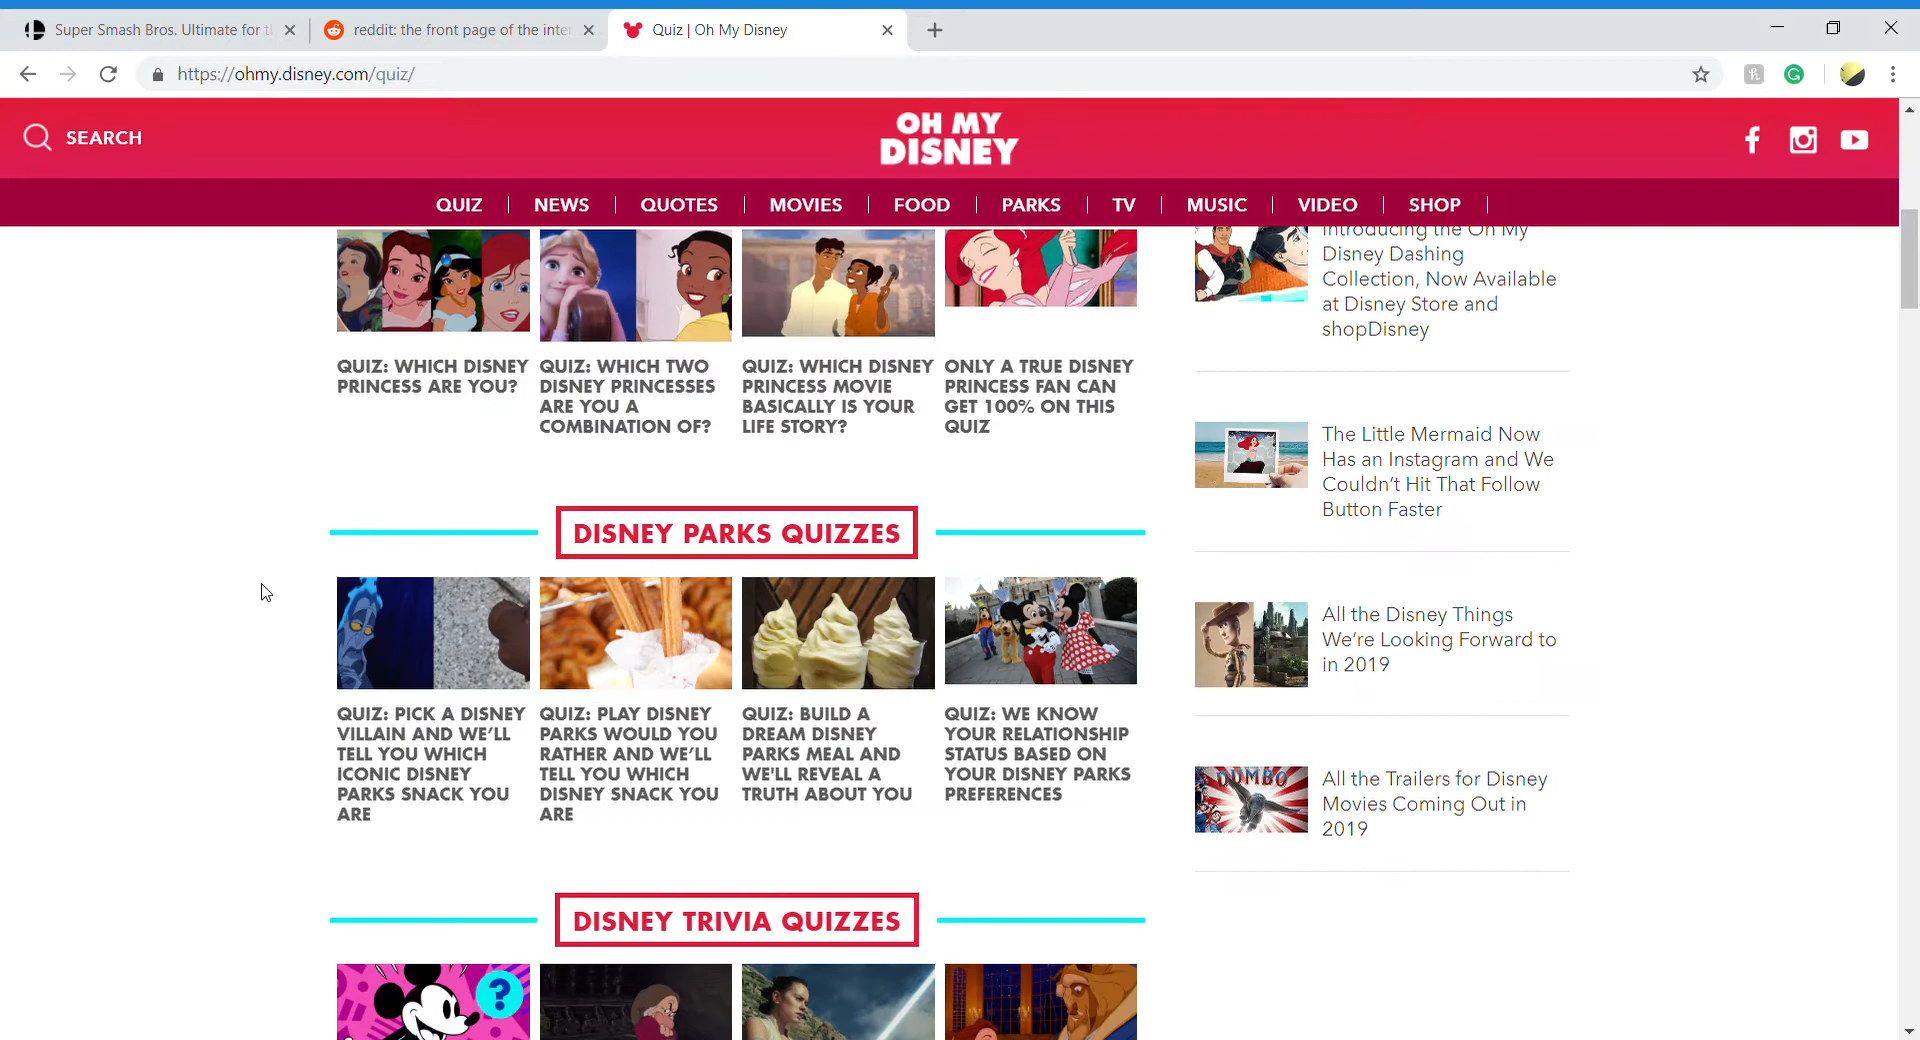 Super Smash Bros. Ultimate for t
reddit: the front page of the inte
Quiz | Oh My Disney
https://ohmy.disney.com/quiz/
SEARCH
OH MY
DISNEY
QUIZ
NEWS
QUOTES
MOVIES
FOOD
PARKS
TV
MUSIC
VIDEO
SHOP
QUIZ: WHICH DISNEY
PRINCESS ARE YOU?
QUIZ: WHICH TWO
DISNEY PRINCESSES
ARE YOU A
COMBINATION OF?
QUIZ: WHICH DISNEY
PRINCESS MOVIE
BASICALLY IS YOUR
LIFE STORY?
ONLY A TRUE DISNEY
PRINCESS FAN CAN
GET 100% ON THIS
QUIZ
Introducing the Oh My
Disney Dashing
Collection, Now Available
at Disney Store and
shopDisney
The Little Mermaid Now
Has an Instagram and We
Couldn't Hit That Follow
Button Faster
DISNEY PARKS QUIZZES
QUIZ: PICK A DISNEY
VILLAIN AND WE'LL
TELL YOU WHICH
ICONIC DISNEY
PARKS SNACK YOU
ARE
QUIZ: PLAY DISNEY
PARKS WOULD YOU
RATHER AND WE'LL
TELL YOU WHICH
DISNEY SNACK YOU
ARE
QUIZ: BUILD A
DREAM DISNEY
PARKS MEAL AND
WE'LL REVEAL A
TRUTH ABOUT YOU
QUIZ: WE KNOW
YOUR RELATIONSHIP
STATUS BASED ON
YOUR DISNEY PARKS
PREFERENCES
All the Disney Things
We're Looking Forward to
in 2019
DUMBO
All the Trailers for Disney
Movies Coming Out in
2019
DISNEY TRIVIA QUIZZES
?